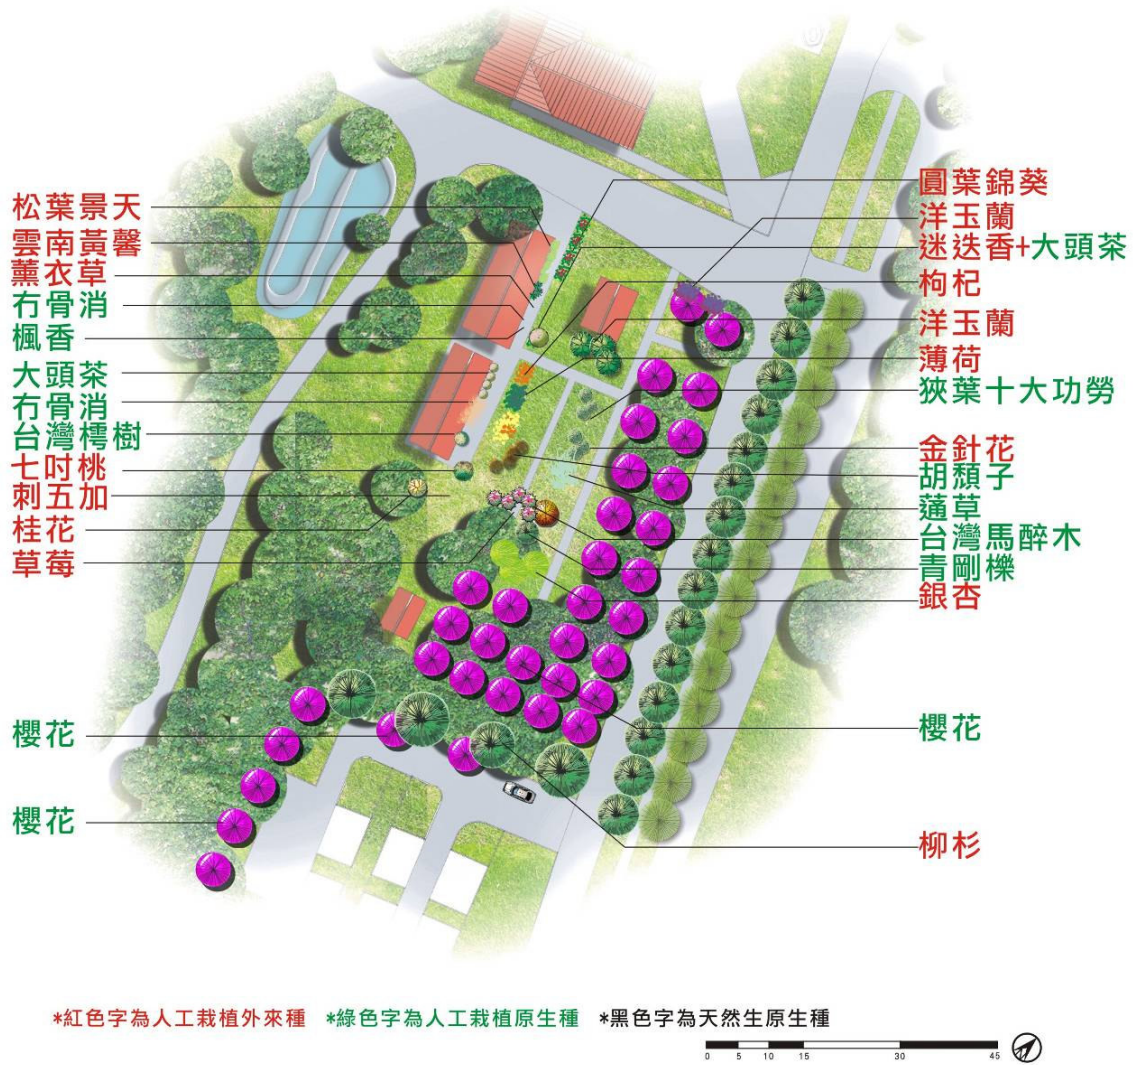 松葉景天
雲南黃馨
薰衣草
冇骨消
楓香
大頭茶
冇骨消
台灣樗樹
七吋桃
刺五加
桂花
草莓
櫻花
櫻花
圓葉錦葵
洋玉蘭
迷迭香+大頭茶
枸杞
洋玉蘭
薄荷
狹葉十大功勞
金針花
胡頹子
薄草
台灣馬醉木
青剛櫟
銀杏
櫻花
柳杉
*紅色字為人工栽植外來種 *綠色字為人工栽植原生種 *黑色字為天然生原生種
0 5 10 15 30 45